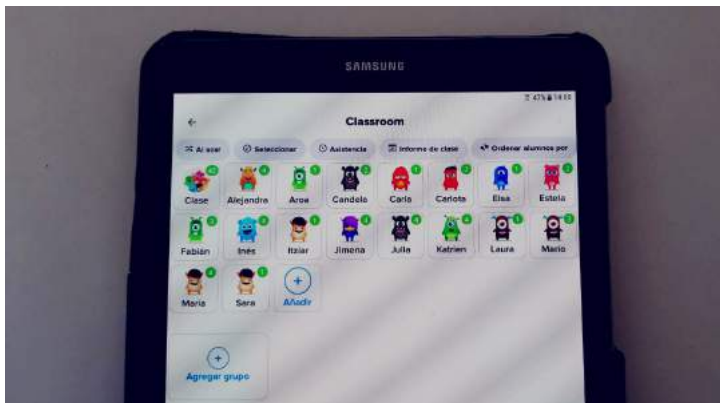 SAMSUNG
47%
Classroom
Al azar
Seleccionar
Asistencia
Informe de clase
Ordenar alumnos por
Clase
Alejandra
Aroa
Candela
Carla
Carlota
Elsa
Estela
Fabián
Inés
Itziar
Jimena
Julia
Katrien
Laura
Mario
María
Sara
Añadir
Agregar grupo